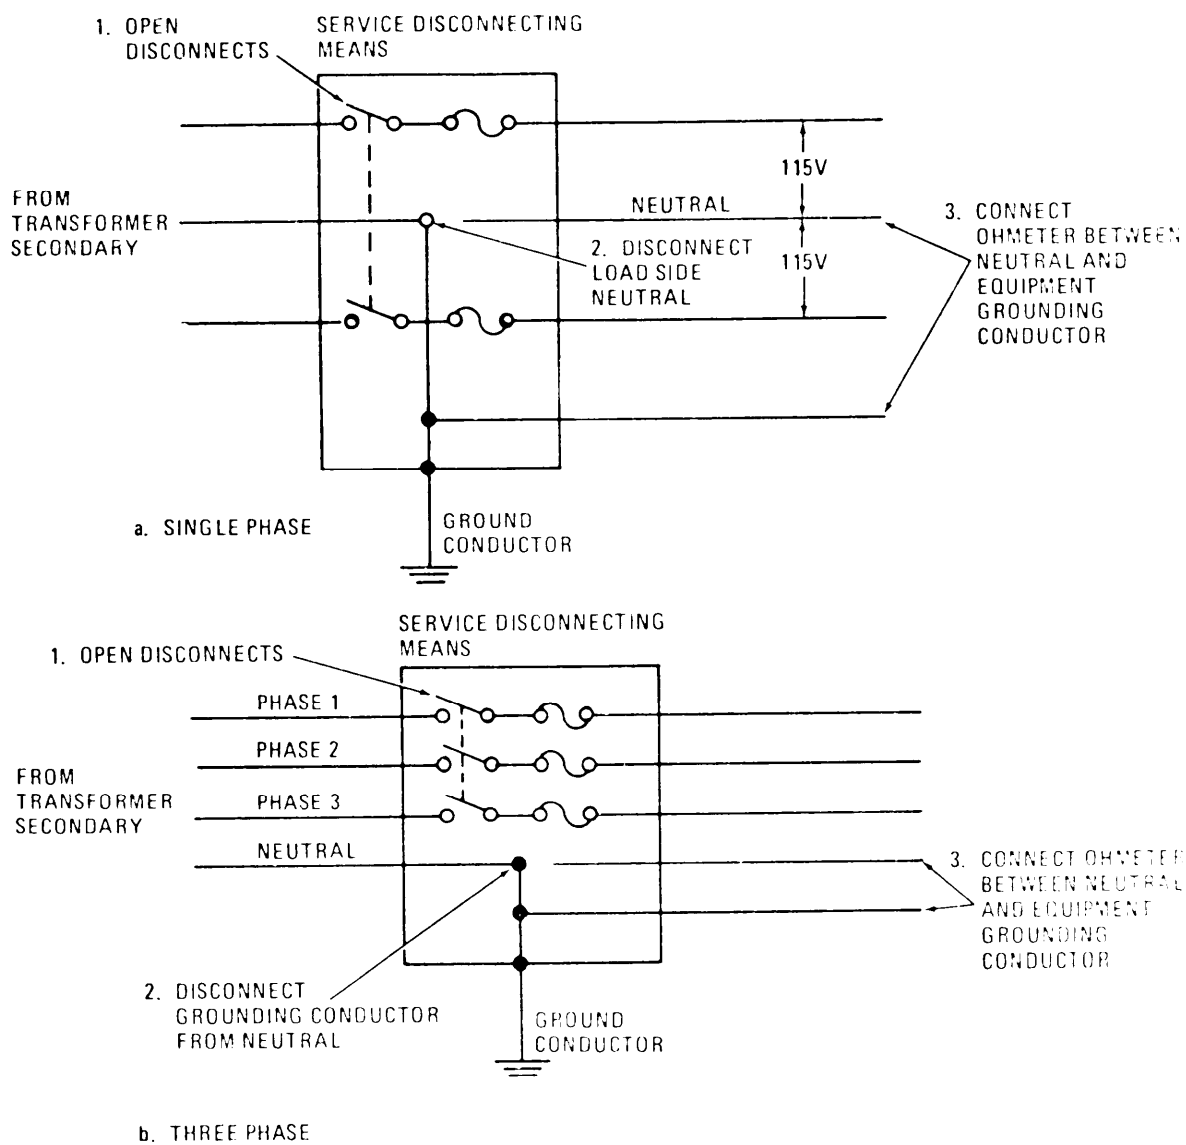 1. OPEN
DISCONNECTS
SERVICE DISCONNECTING
MEANS
FROM
TRANSFORMER
SECONDARY
115V
NEUTRAL
2. DISCONNECT
LOAD SIDE
NEUTRAL
115V
3. CONNECT
OHMETER BETWEEN
NEUTRAL AND
EQUIPMENT
GROUNDING
CONDUCTOR
a. SINGLE PHASE
GROUND
CONDUCTOR
SERVICE DISCONNECTING
MEANS
1. OPEN DISCONNECTS
PHASE 1
PHASE 2
FROM
TRANSFORMER
SECONDARY
PHASE 3
NEUTRAL
3. CONNECT OHMETER
BETWEEN NEUTRAL
AND EQUIPMENT
GROUNDING
CONDUCTOR
2. DISCONNECT
GROUNDING CONDUCTOR
FROM NEUTRAL
GROUND
CONDUCTOR
b. THREE PHASE